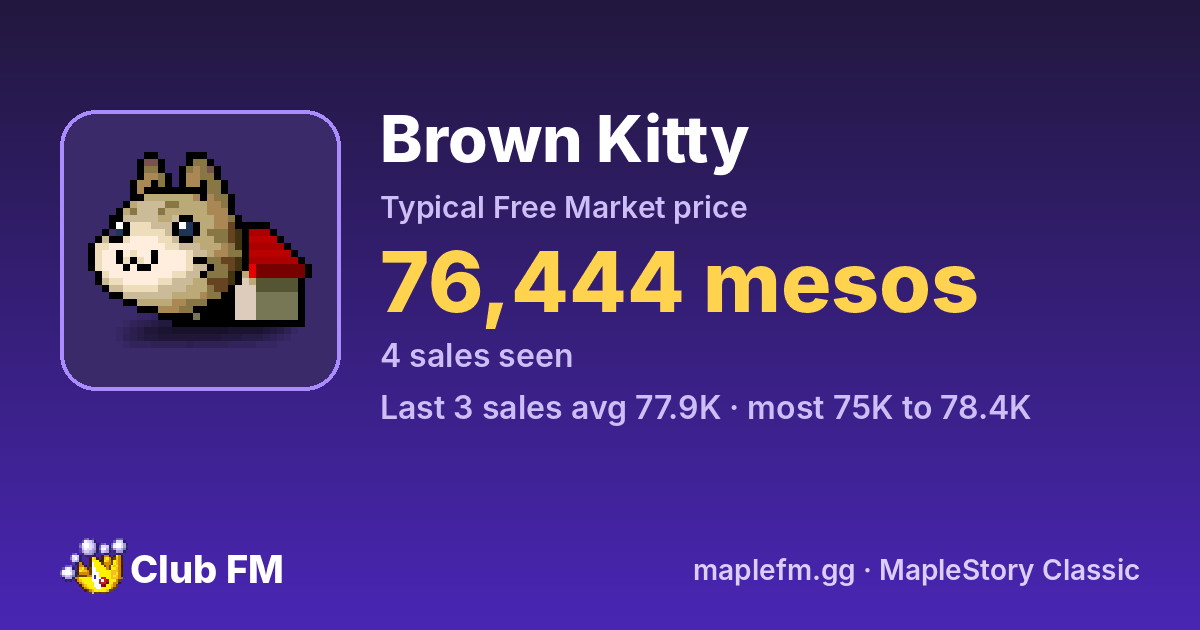 Brown Kitty
Typical Free Market price
76,444 mesos
4 sales seen
Last 3 sales avg 77.9K · most 75K to 78.4K
Club FM
maplefm.gg · MapleStory Classic